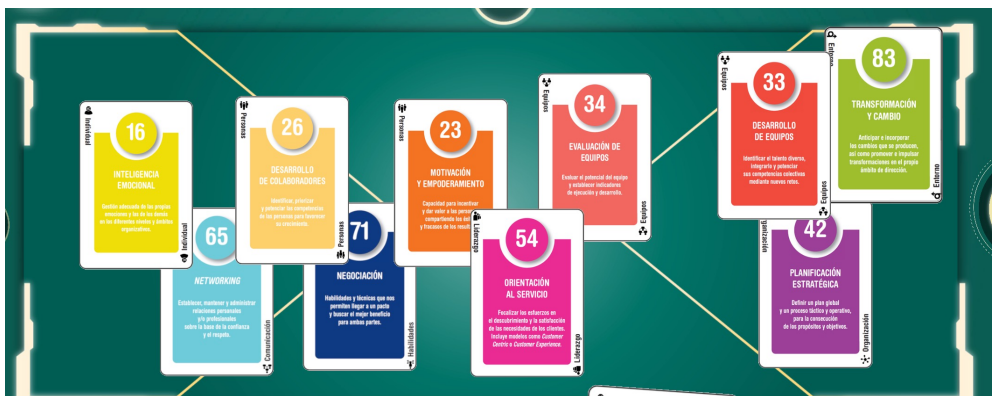 Individual
16
INTELIGENCIA
EMOCIONAL
Gestión adecuada de las propias
emociones y las de los demás
en los diferentes niveles y ámbitos
organizativos.
Individual
Personas
26
DESARROLLO
DE COLABORADORES
Identificar, priorizar
y potenciar las competencias
de las personas para favorecer
su crecimiento.
Personas
Personas
23
MOTIVACIÓN
Y EMPODERAMIENTO
Capacidad para incentivar
y dar valor a las
compartiendo los
y fracasos de los
Equipos
34
EVALUACIÓN DE
EQUIPOS
Evaluar el potencial del equipo
y establecer indicadores
de ejecución y desarrollo.
Equipos
Equipos
33
DESARROLLO
DE EQUIPOS
Identificar el talento diverso,
integrarlo y potenciar
sus competencias colectivas
mediante nuevos retos.
Equipos
Entorno
83
TRANSFORMACIÓN
Y CAMBIO
Anticipar e incorporar
los cambios que se producen,
así como promover e impulsar
transformaciones en el propio
ámbito de dirección.
Entorno
65
NETWORKING
Establecer, mantener y administrar
relaciones personales
y/o profesionales
sobre la base de la confianza
y el respeto.
Comunicación
71
NEGOCIACIÓN
Habilidades y técnicas que nos
permiten llegar a un pacto
y buscar el mejor beneficio
para ambas partes.
Habilidades
Liderazgo
54
ORIENTACIÓN
AL SERVICIO
Focalizar los esfuerzos en
el descubrimiento y la satisfacción
de las necesidades de los clientes.
Incluye modelos como Customer
Centric o Customer Experience.
Liderazgo
ganización
42
PLANIFICACIÓN
ESTRATÉGICA
Definir un plan global
y un proceso táctico y operativo,
para la consecución
de los propósitos y objetivos.
Organización